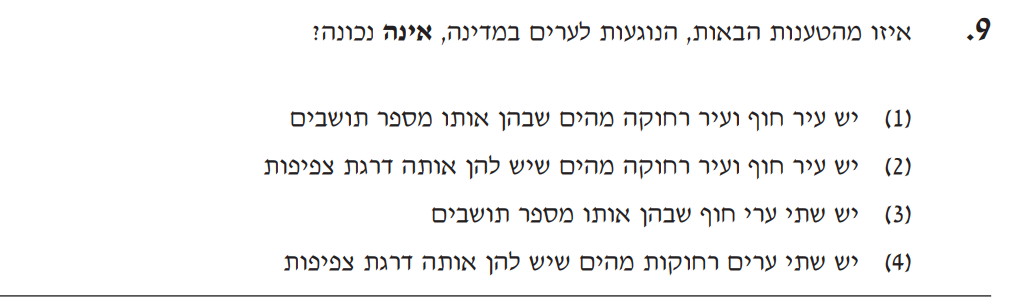 9. איזו מהטענות הבאות, הנוגעות לערים במדינה, אינה נכונה?
(1) יש עיר חוף ועיר רחוקה מהים שבהן אותו מספר תושבים
(2) יש עיר חוף ועיר רחוקה מהים שיש להן אותה דרגת צפיפות
(3) יש שתי ערי חוף שבהן אותו מספר תושבים
(4) יש שתי ערים רחוקות מהים שיש להן אותה דרגת צפיפות